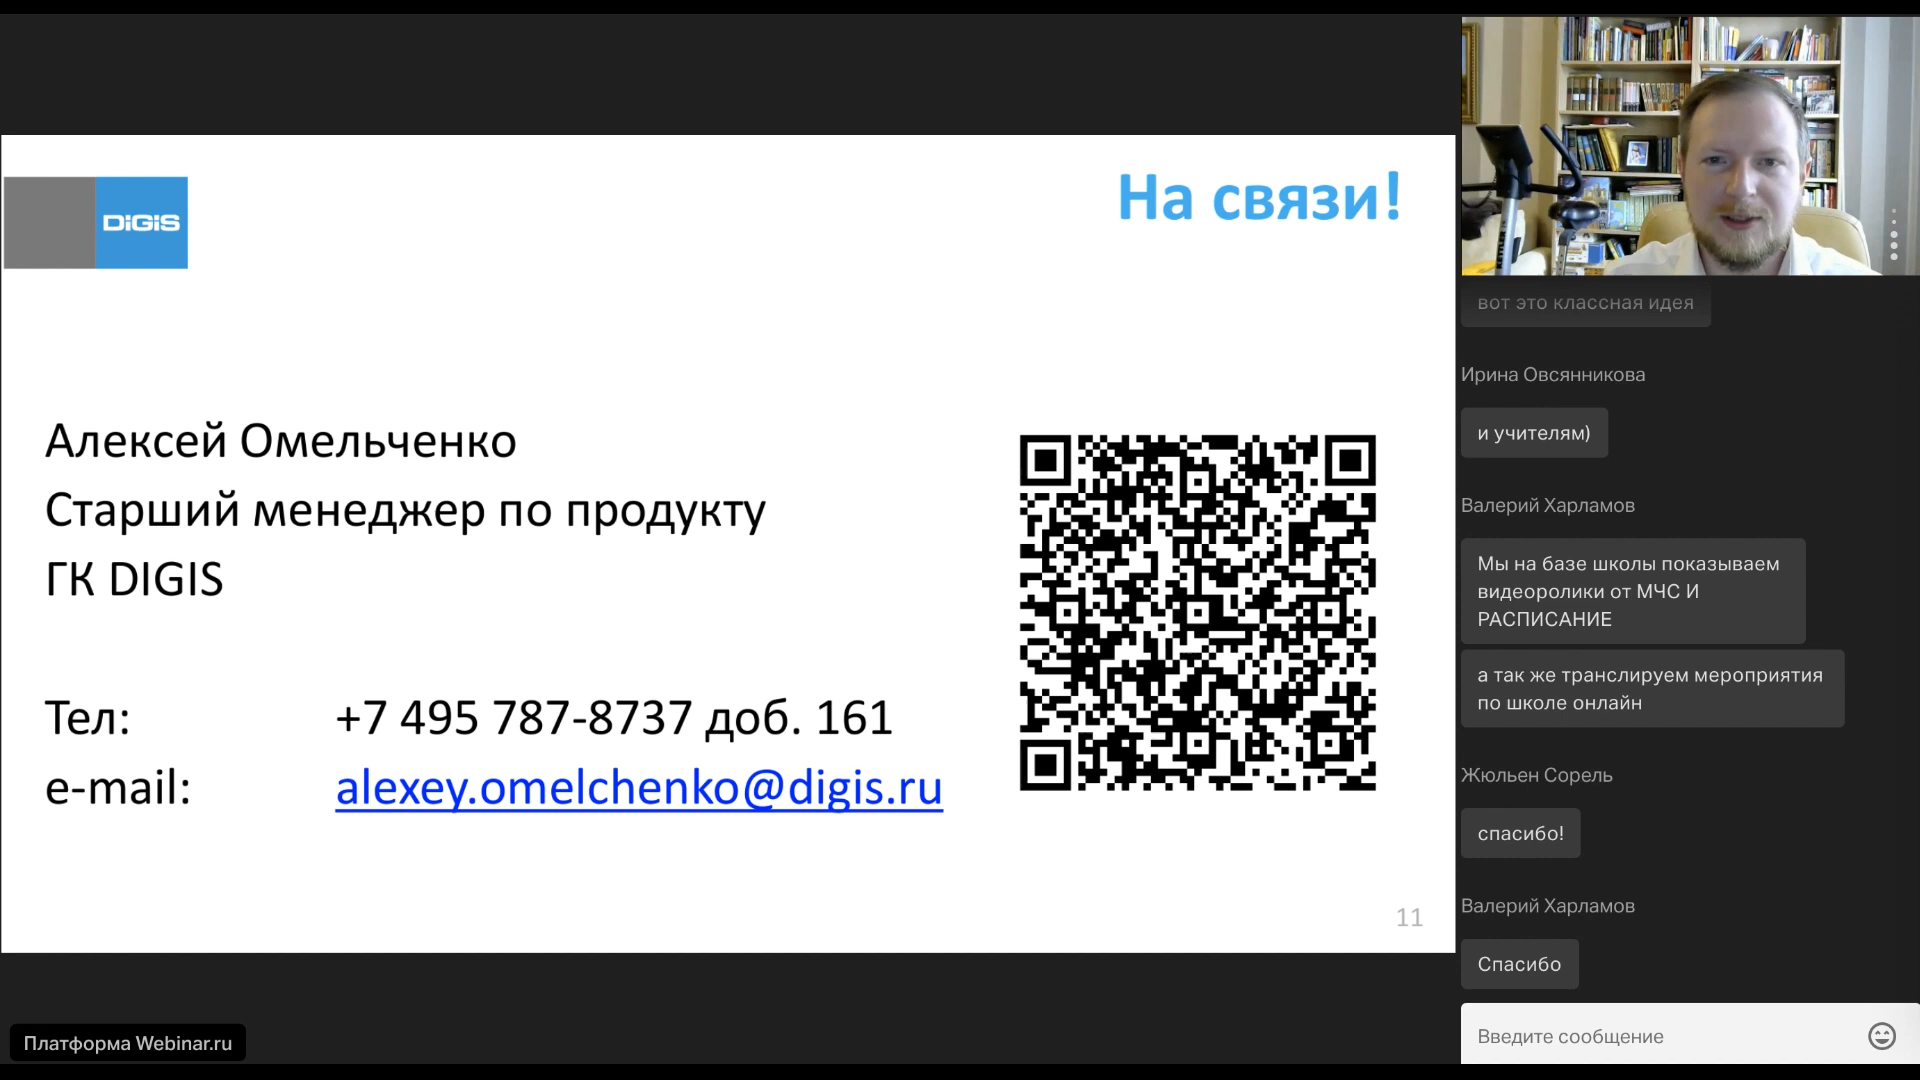 DiGiS
На связи!
Алексей Омельченко
Старший менеджер по продукту
ГК DIGIS
Тел: +7 495 787-8737 доб. 161
e-mail: alexey.omelchenko@digis.ru
11
Платформа Webinar.ru
вот это классная идея
Ирина Овсянникова
и учителям)
Валерий Харламов
Мы на базе школы показываем
видеоролики от МЧС И
РАСПИСАНИЕ
а так же транслируем мероприятия
по школе онлайн
Жюльен Сорель
спасибо!
Валерий Харламов
Спасибо
Введите сообщение